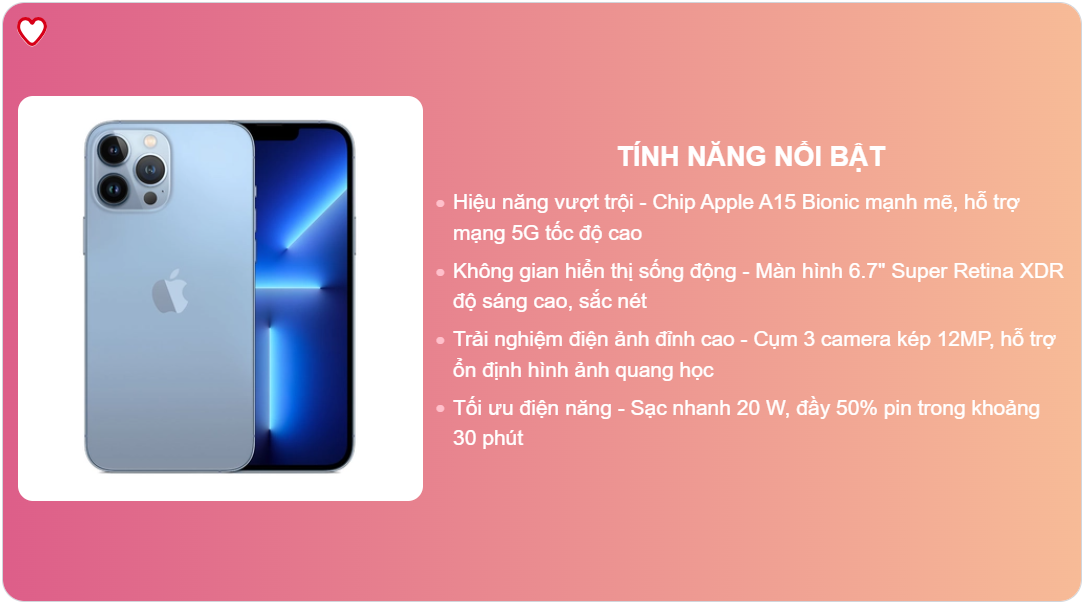 TÍNH NĂNG NỔI BẬT
Hiệu năng vượt trội - Chip Apple A15 Bionic mạnh mẽ, hỗ trợ
mạng 5G tốc độ cao
Không gian hiển thị sống động - Màn hình 6.7" Super Retina XDR
độ sáng cao, sắc nét
Trải nghiệm điện ảnh đỉnh cao - Cụm 3 camera kép 12MP, hỗ trợ
ổn định hình ảnh quang học
Tối ưu điện năng - Sạc nhanh 20 W, đầy 50% pin trong khoảng
30 phút